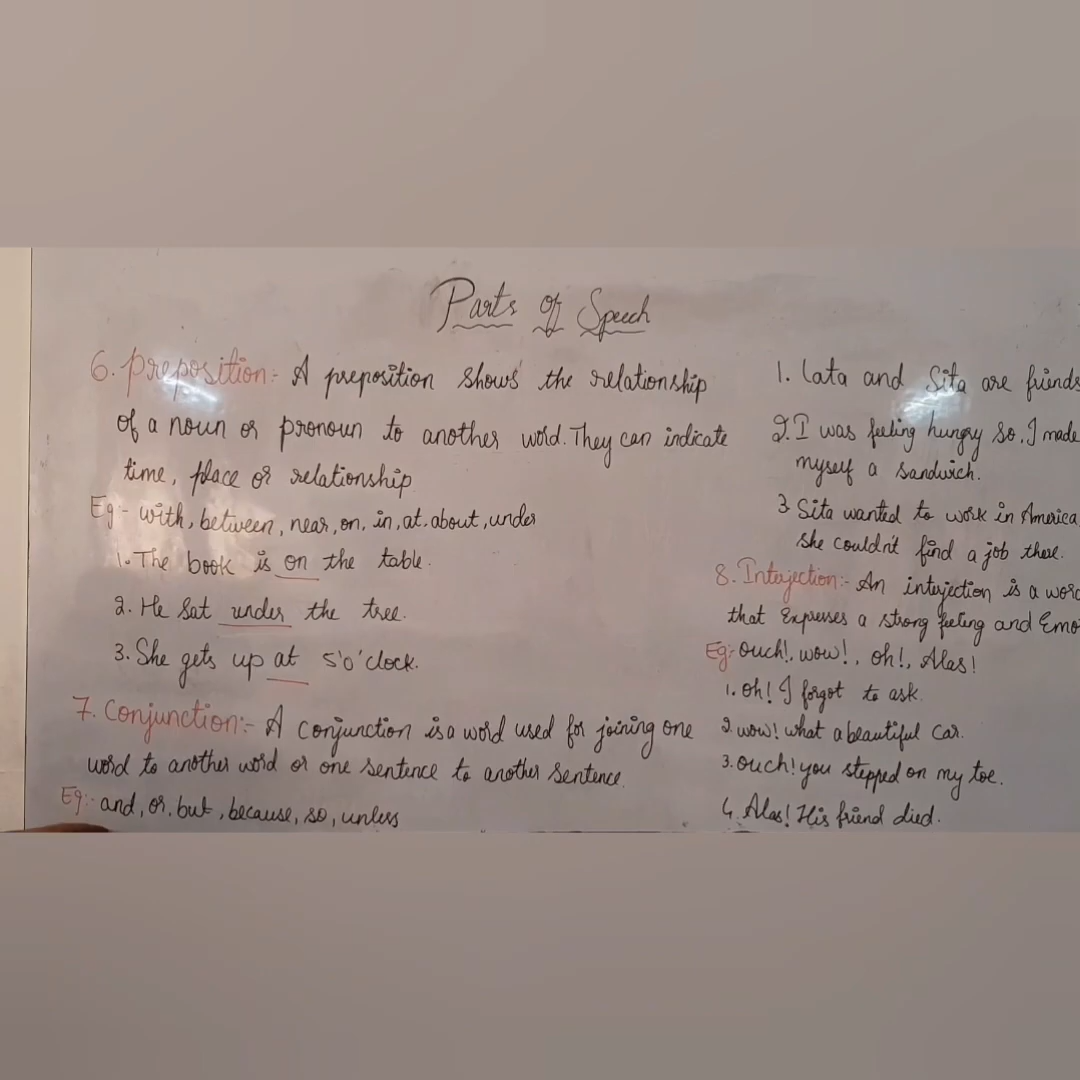 Parts of Speech
6. Preposition:- A preposition shows the relationship
of a noun or pronoun to another word. They can indicate
time, place or relationship
Eg:- with, between, near, on, in, at, about, under
1. The book is on the table.
2. He sat under the tree.
3. She gets up at 5'o'clock.
7. Conjunction:- A conjunction is a word used for joining one
word to another word or one sentence to another sentence.
Eg:- and, or, but, because, so, unless
1. Lata and Sita are friends
2. I was feeling hungry so, I made
myself a sandwich.
3 Sita wanted to work in America
she couldn't find a job there.
8. Interjection:- An interjection is a word
that Expresses a strong feeling and Emo
Eg:- Ouch!, wow!, oh!, Alas!
1. oh! I forgot to ask.
2. wow! what a beautiful car.
3. ouch! you stepped on my toe.
4. Alas! His friend died.